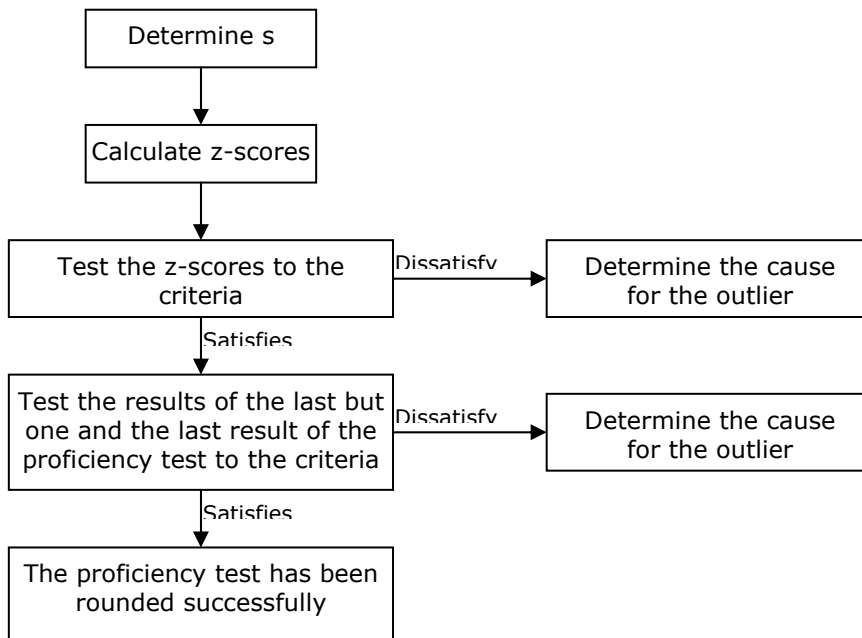 Determine s
Calculate z-scores
Test the z-scores to the
criteria
Dissatisfy
Determine the cause
for the outlier
Satisfies
Test the results of the last but
one and the last result of the
proficiency test to the criteria
Dissatisfy
Determine the cause
for the outlier
Satisfies
The proficiency test has been
rounded successfully